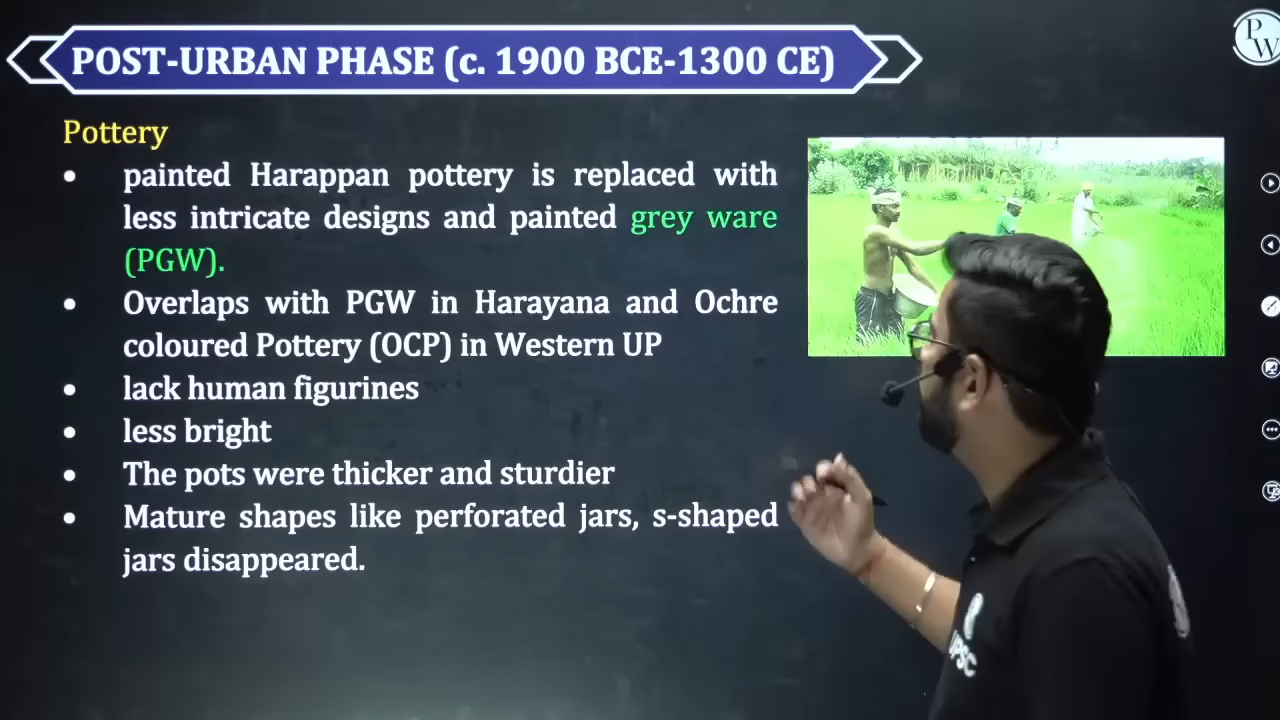 POST-URBAN PHASE (c. 1900 BCE-1300 CE)
P
W
Pottery
• painted Harappan pottery is replaced with
less intricate designs and painted grey ware
(PGW).
• Overlaps with PGW in Harayana and Ochre
coloured Pottery (OCP) in Western UP
• lack human figurines
• less bright
• The pots were thicker and sturdier
• Mature shapes like perforated jars, s-shaped
jars disappeared.
UPSC